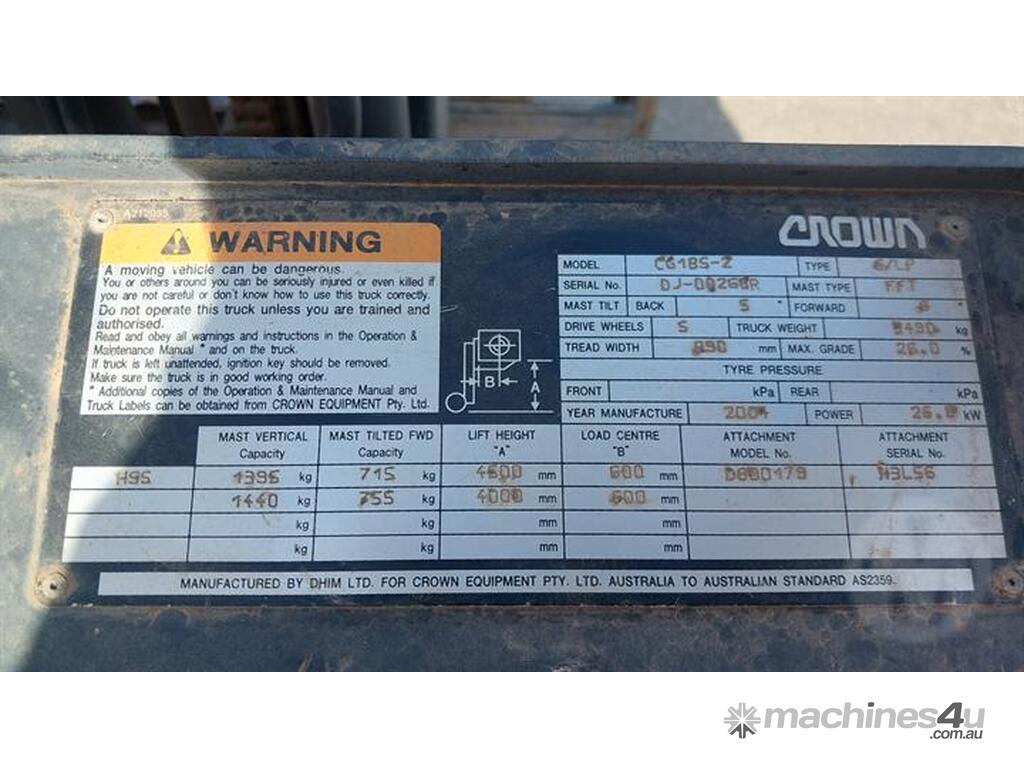 A212095
WARNING
A moving vehicle can be dangerous.
You or others around you can be seriously injured or even killed if
you are not careful or don't know how to use this truck correctly.
Do not operate this truck unless you are trained and
authorised.
Read and obey all warnings and instructions in the Operation &
Maintenance Manual * and on the truck.
If truck is left unattended, ignition key should be removed.
Make sure the truck is in good working order.
* Additional copies of the Operation & Maintenance Manual and
Truck Labels can be obtained from CROWN EQUIPMENT Pty. Ltd.
B
A
CROWN
MODEL CG18S-2 TYPE G/LP
SERIAL No. MAST TYPE FFT
MAST TILT BACK 5 ° FORWARD 6 °
DRIVE WHEELS S TRUCK WEIGHT kg
TREAD WIDTH 890 mm MAX. GRADE 26.0 %
TYRE PRESSURE
FRONT kPa REAR kPa
YEAR MANUFACTURE 2004 POWER kW
MAST VERTICAL Capacity MAST TILTED FWD Capacity LIFT HEIGHT "A" LOAD CENTRE "B" ATTACHMENT MODEL No. ATTACHMENT SERIAL No.
H95 1395 kg 715 kg 4500 mm 600 mm D600179 H3L56
1440 kg 755 kg 4000 mm 600 mm
kg kg mm mm
kg kg mm mm
MANUFACTURED BY DHIM LTD. FOR CROWN EQUIPMENT PTY. LTD. AUSTRALIA TO AUSTRALIAN STANDARD AS2359.
machines4u
.com.au